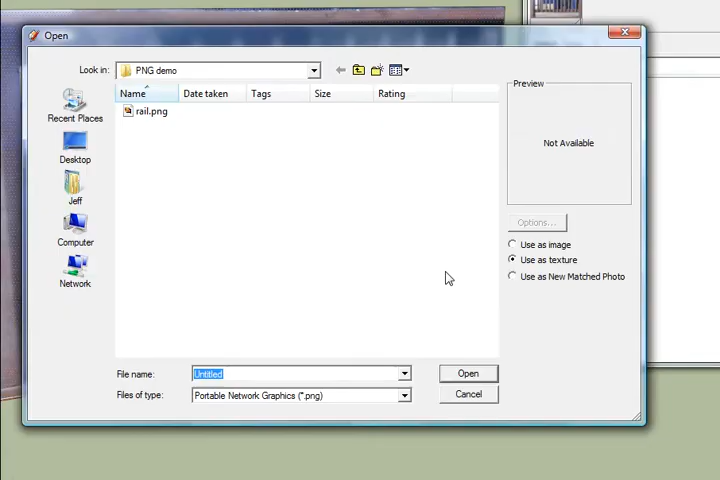 Open
Look in: PNG demo
Name Date taken Tags Size Rating
rail.png
Recent Places
Desktop
Jeff
Computer
Network
Preview
Not Available
Options...
Use as image
Use as texture
Use as New Matched Photo
File name: Untitled Open
Files of type: Portable Network Graphics (*.png) Cancel